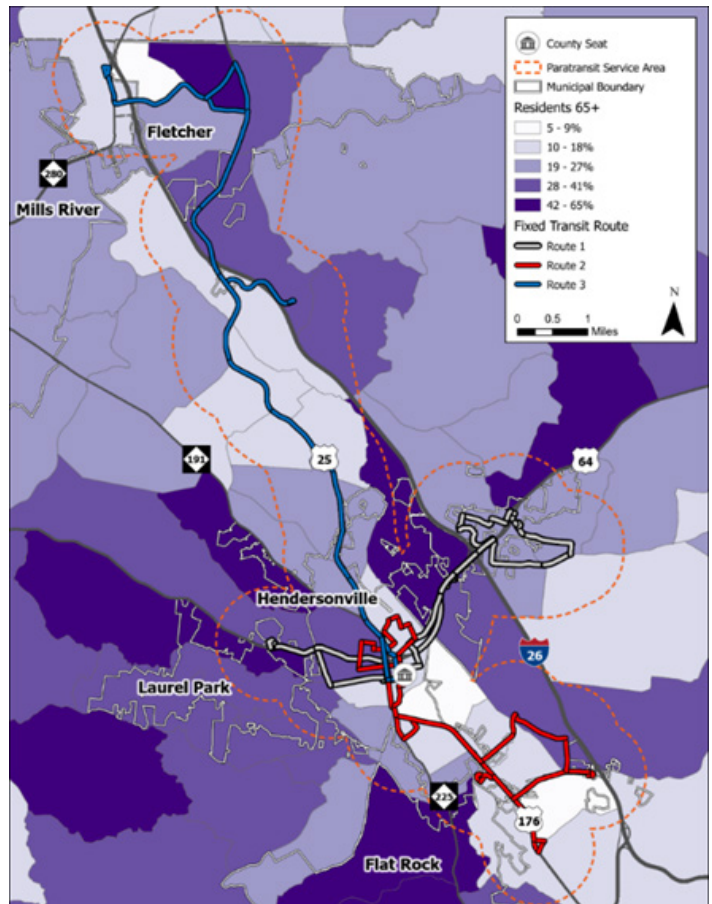 County Seat
Paratransit Service Area
Municipal Boundary
Residents 65+
5 - 9%
10 - 18%
19 - 27%
28 - 41%
42 - 65%
Fixed Transit Route
Route 1
Route 2
Route 3
0 0.5 1
Miles
N
Fletcher
280
Mills River
191
25
64
Hendersonville
26
Laurel Park
225
176
Flat Rock